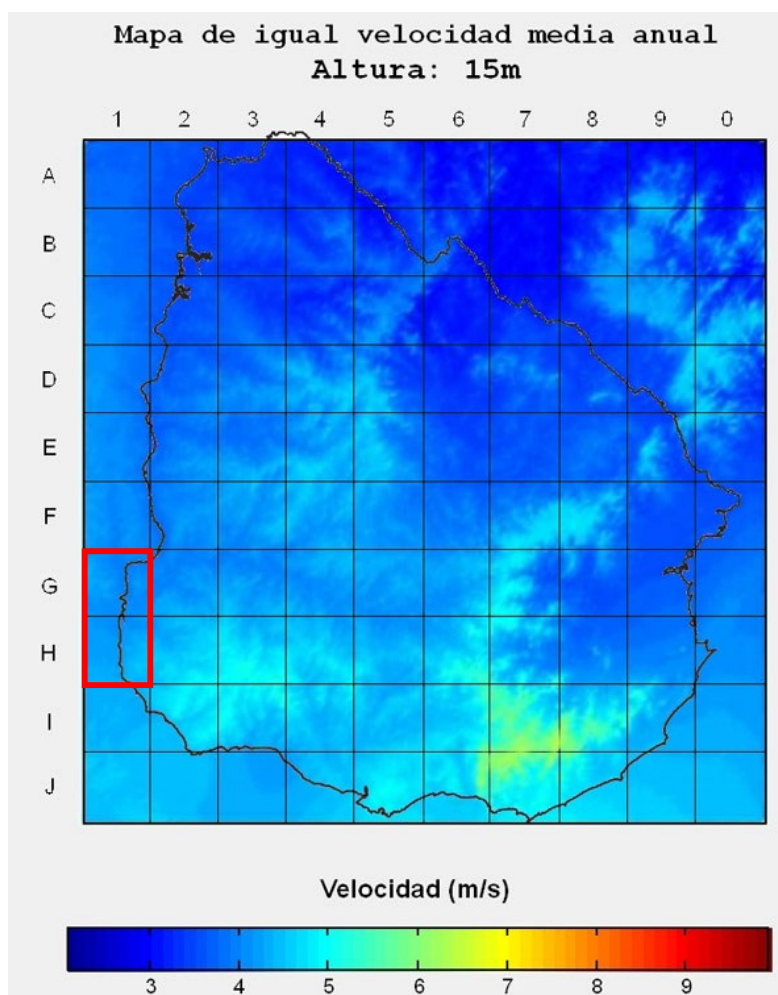 Mapa de igual velocidad media anual
Altura: 15m
1 2 3 4 5 6 7 8 9 0
A
B
C
D
E
F
G
H
I
J
Velocidad (m/s)
3 4 5 6 7 8 9